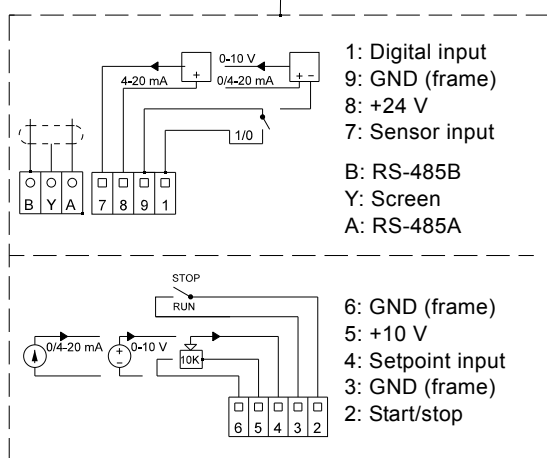 0-10 V
4-20 mA
+
0/4-20 mA
+ -
1/0
B Y A
7 8 9 1
1: Digital input
9: GND (frame)
8: +24 V
7: Sensor input
B: RS-485B
Y: Screen
A: RS-485A
STOP
RUN
0/4-20 mA
+
-
0-10 V
10K
6 5 4 3 2
6: GND (frame)
5: +10 V
4: Setpoint input
3: GND (frame)
2: Start/stop